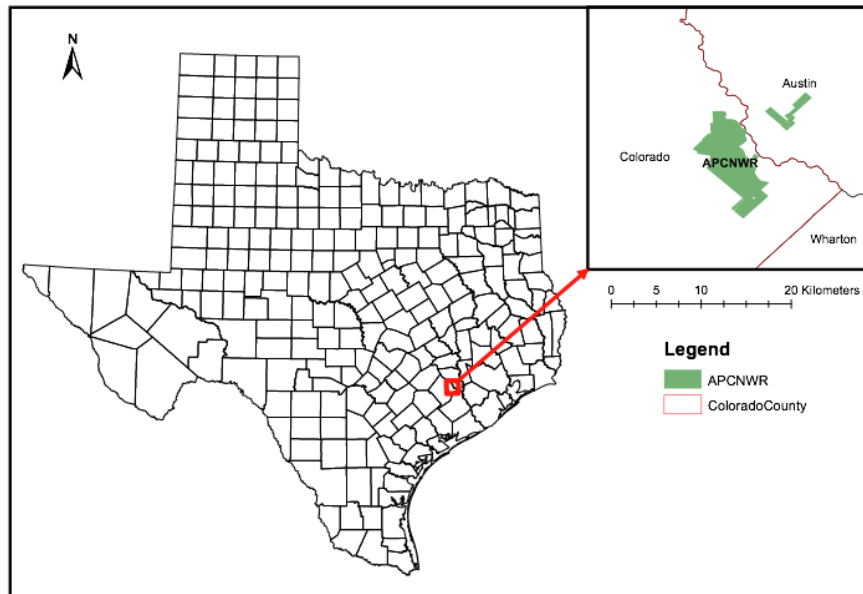 N
Austin
Colorado
APCNWR
Wharton
0 5 10 20 Kilometers
Legend
APCNWR
ColoradoCounty